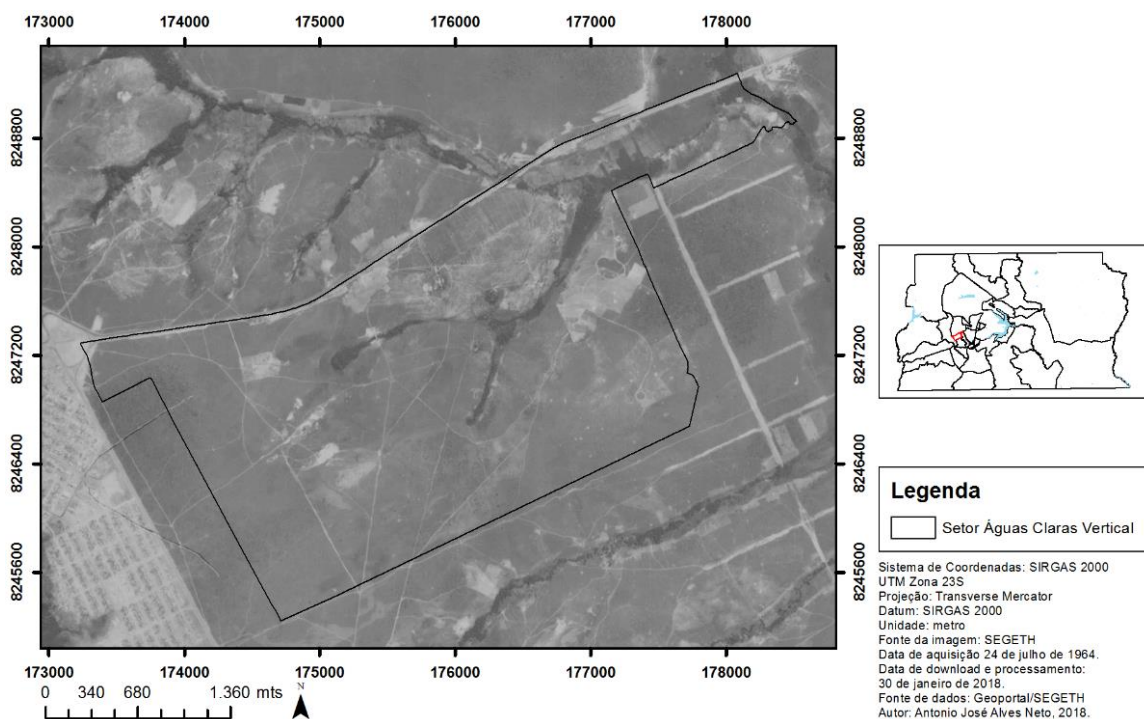 173000 174000 175000 176000 177000 178000
8248800 8248800
8248000 8248000
8247200 8247200
8246400 8246400
8245600 8245600
173000 174000 175000 176000 177000 178000
0 340 680 1.360 mts
N
Legenda
Setor Águas Claras Vertical
Sistema de Coordenadas: SIRGAS 2000
UTM Zona 23S
Projeção: Transverse Mercator
Datum: SIRGAS 2000
Unidade: metro
Fonte da imagem: SEGETH
Data de aquisição 24 de julho de 1964.
Data de download e processamento:
30 de janeiro de 2018.
Fonte de dados: Geoportal/SEGETH
Autor: Antonio José Alves Neto, 2018.